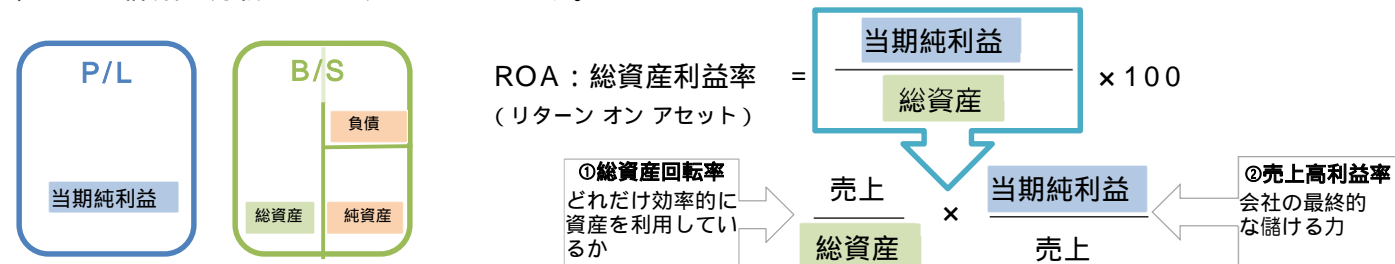 P/L
当期純利益
B/S
負債
総資産
純資産
ROA：総資産利益率
(リターン オン アセット)
=
当期純利益
総資産
×100
①総資産回転率
どれだけ効率的に
資産を利用してい
るか
売上
総資産
×
当期純利益
売上
②売上高利益率
会社の最終的
な儲ける力